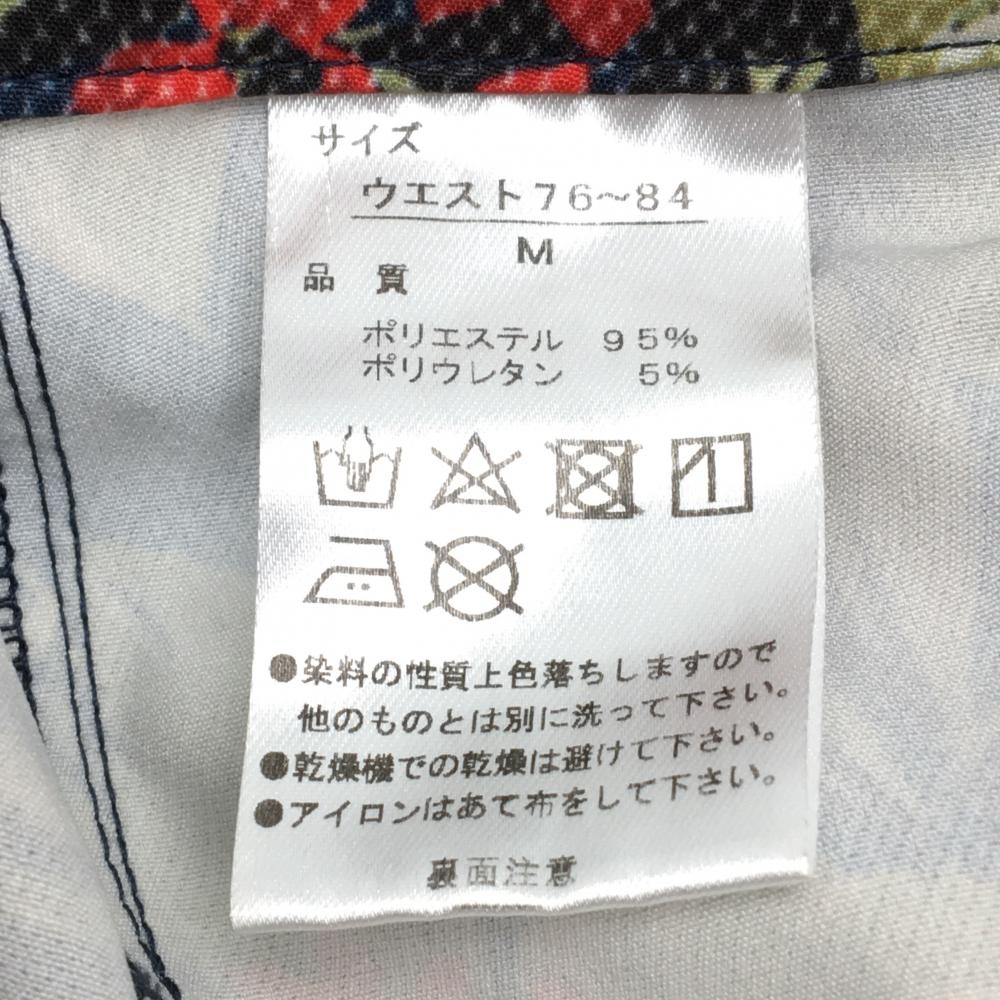 サイズ
ウエスト76～84
M
品 質
ポリエステル 95%
ポリウレタン 5%
●染料の性質上色落ちしますので
他のものとは別に洗って下さい。
●乾燥機での乾燥は避けて下さい。
●アイロンはあて布をして下さい。
裏面注意